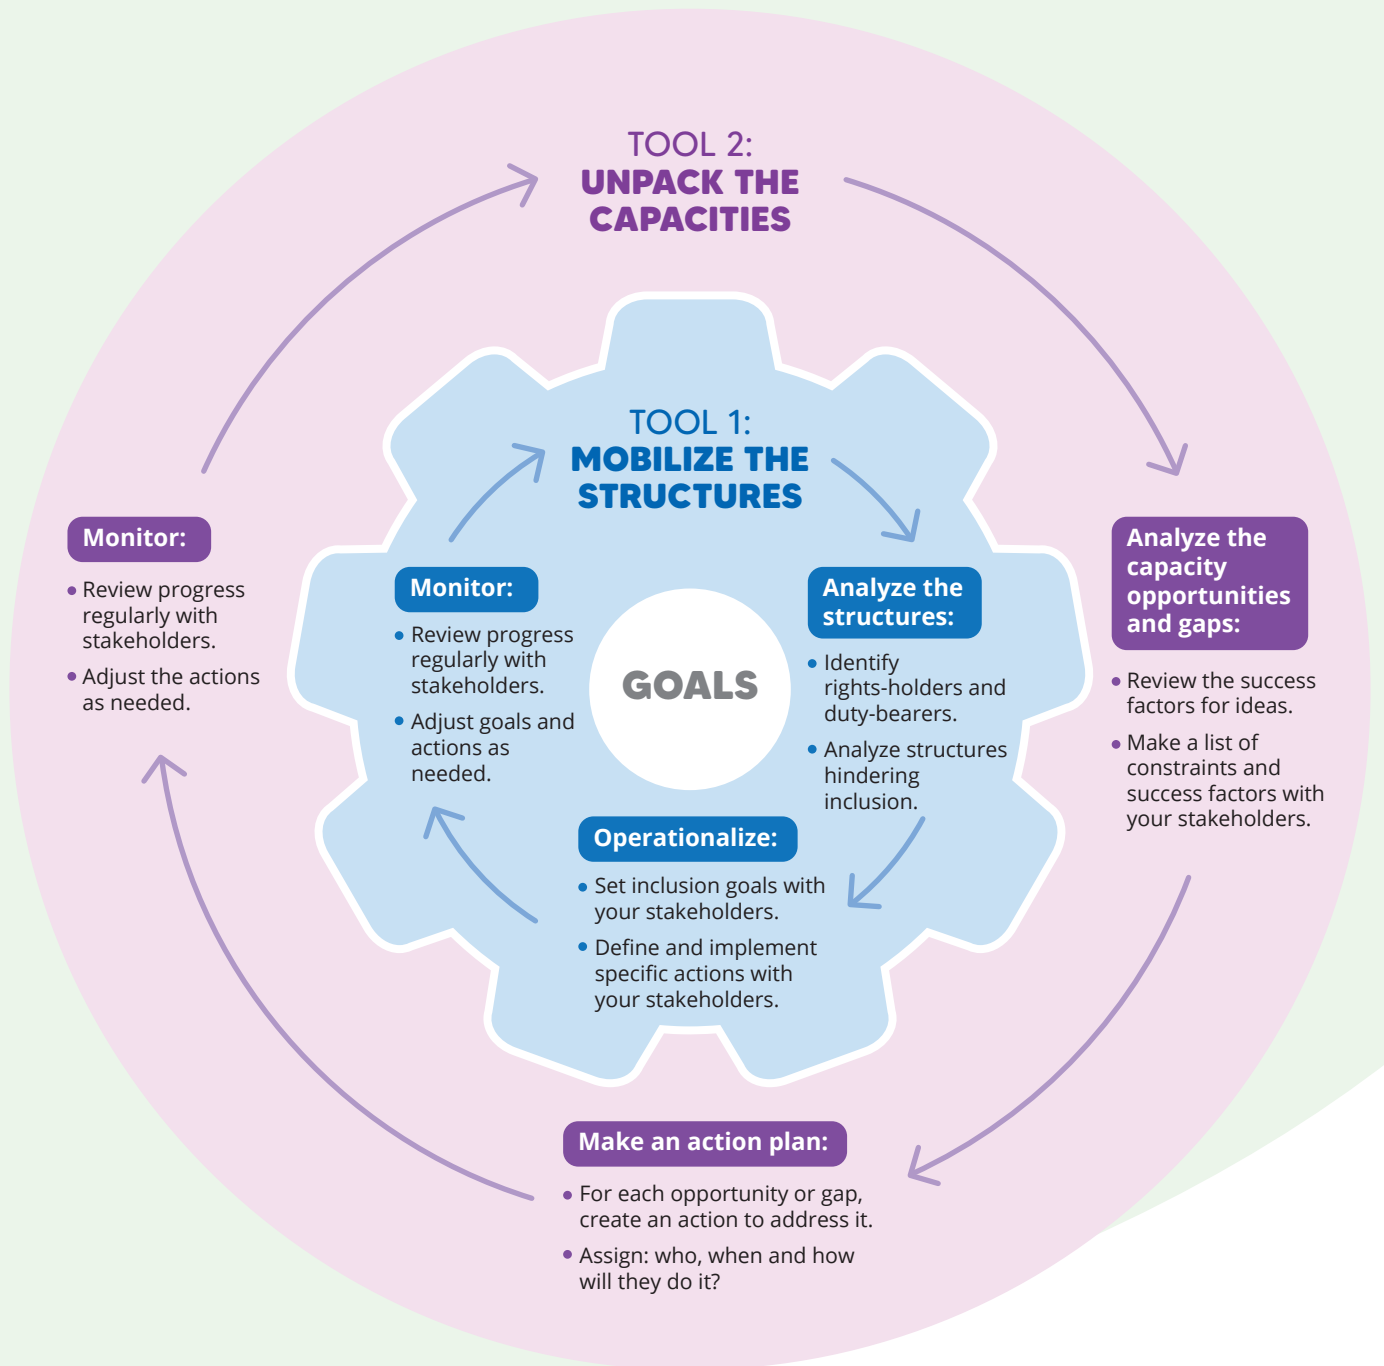 TOOL 2:
UNPACK THE
CAPACITIES
TOOL 1:
MOBILIZE THE
STRUCTURES
GOALS
Analyze the
structures:
• Identify
rights-holders and
duty-bearers.
• Analyze structures
hindering
inclusion.
Operationalize:
• Set inclusion goals with
your stakeholders.
• Define and implement
specific actions with
your stakeholders.
Monitor:
• Review progress
regularly with
stakeholders.
• Adjust goals and
actions as
needed.
Analyze the
capacity
opportunities
and gaps:
• Review the success
factors for ideas.
• Make a list of
constraints and
success factors with
your stakeholders.
Make an action plan:
• For each opportunity or gap,
create an action to address it.
• Assign: who, when and how
will they do it?
Monitor:
• Review progress
regularly with
stakeholders.
• Adjust the actions
as needed.